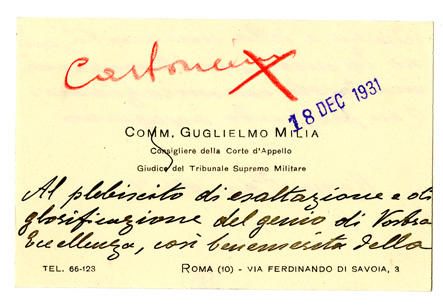 Cartoncino
18 DEC 1931
COMM. GUGLIELMO MILIA
Consigliere della Corte d'Appello
Giudice del Tribunale Supremo Militare
Al plebiscito di esaltazione e di
glorificazione del genio di Vostra
Eccellenza, così benemerita della
TEL. 66-123
ROMA (10) - VIA FERDINANDO DI SAVOIA, 3